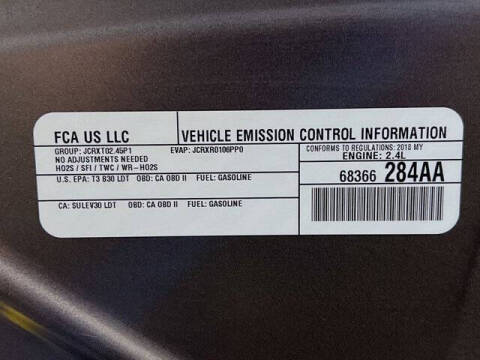 FCA US LLC
VEHICLE EMISSION CONTROL INFORMATION
GROUP: JCRXT02.45P1
EVAP: JCRXR0106PP0
CONFORMS TO REGULATIONS: 2018 MY
NO ADJUSTMENTS NEEDED
ENGINE: 2.4L
HO2S / SFI / TWC / WR-HO2S
68366 284AA
U.S. EPA: T3 B30 LDT OBD: CA OBD II FUEL: GASOLINE
CA: SULEV30 LDT OBD: CA OBD II FUEL: GASOLINE